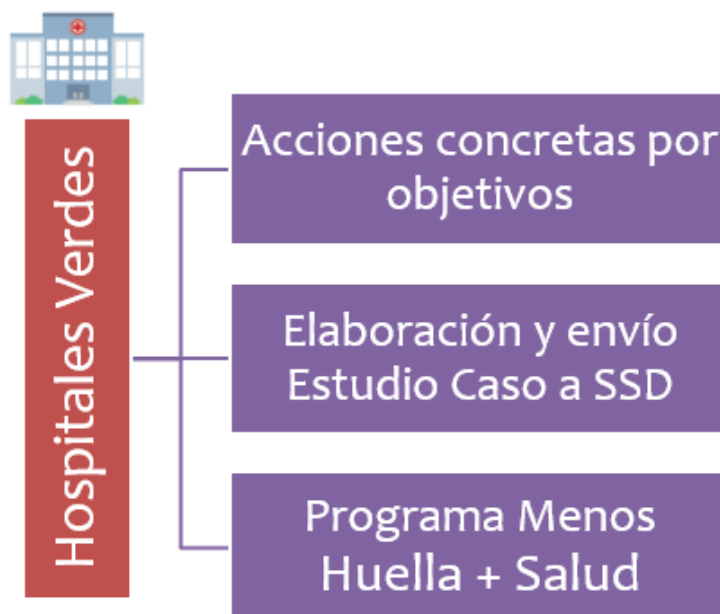 Hospitales Verdes
Acciones concretas por
objetivos
Elaboración y envío
Estudio Caso a SSD
Programa Menos
Huella + Salud